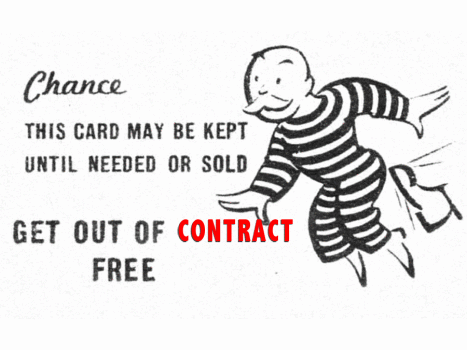 Chance
THIS CARD MAY BE KEPT
UNTIL NEEDED OR SOLD
GET OUT OF CONTRACT
FREE